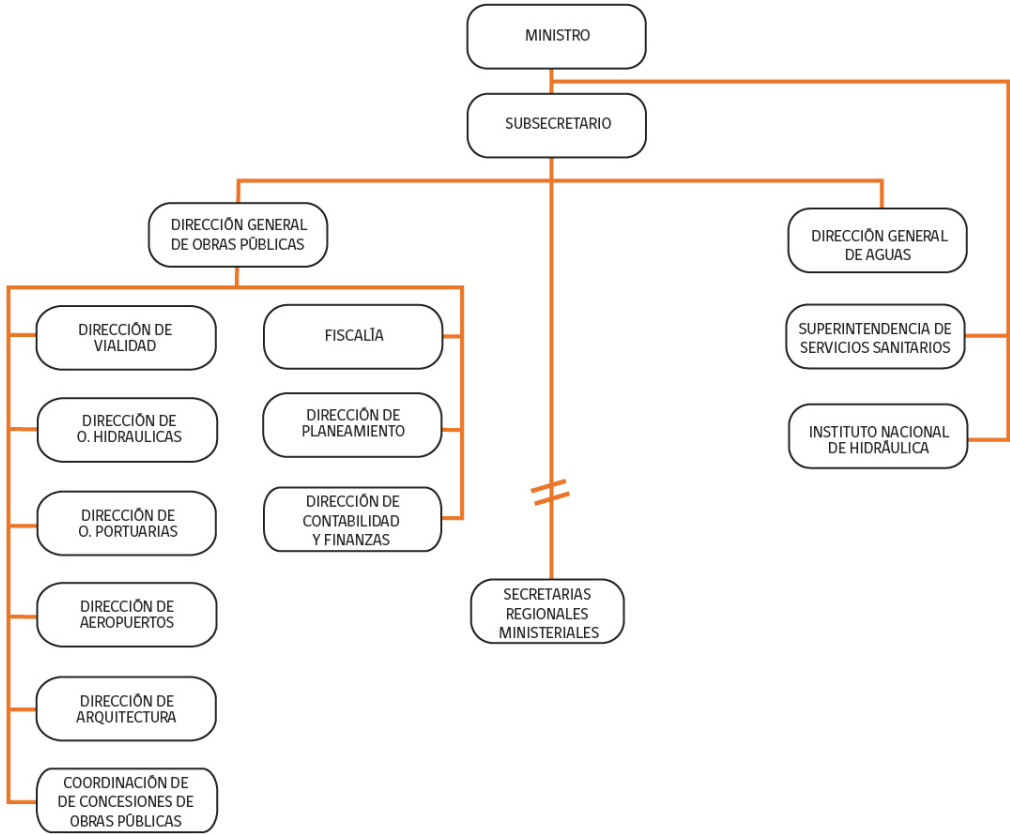 MINISTRO
SUBSECRETARIO
DIRECCIÓN GENERAL
DE OBRAS PÚBLICAS
DIRECCIÓN GENERAL
DE AGUAS
DIRECCIÓN DE
VIALIDAD
FISCALÍA
SUPERINTENDENCIA DE
SERVICIOS SANITARIOS
DIRECCIÓN DE
O. HIDRAULICAS
DIRECCIÓN DE
PLANEAMIENTO
INSTITUTO NACIONAL
DE HIDRÁULICA
DIRECCIÓN DE
O. PORTUARIAS
DIRECCIÓN DE
CONTABILIDAD
Y FINANZAS
DIRECCIÓN DE
AEROPUERTOS
SECRETARIAS
REGIONALES
MINISTERIALES
DIRECCIÓN DE
ARQUITECTURA
COORDINACIÓN DE
DE CONCESIONES DE
OBRAS PÚBLICAS